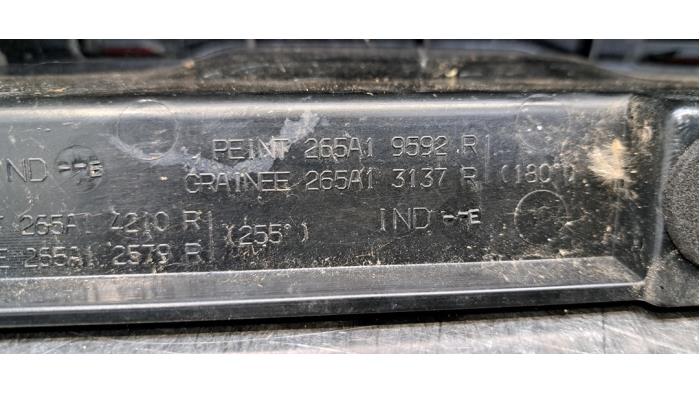 PEINT 265A1 9592 R
GRAINEE 265A1 3137 R (180°)
IND --E
IND --E
265A1 4210 R
265A1 2579 R (255°)